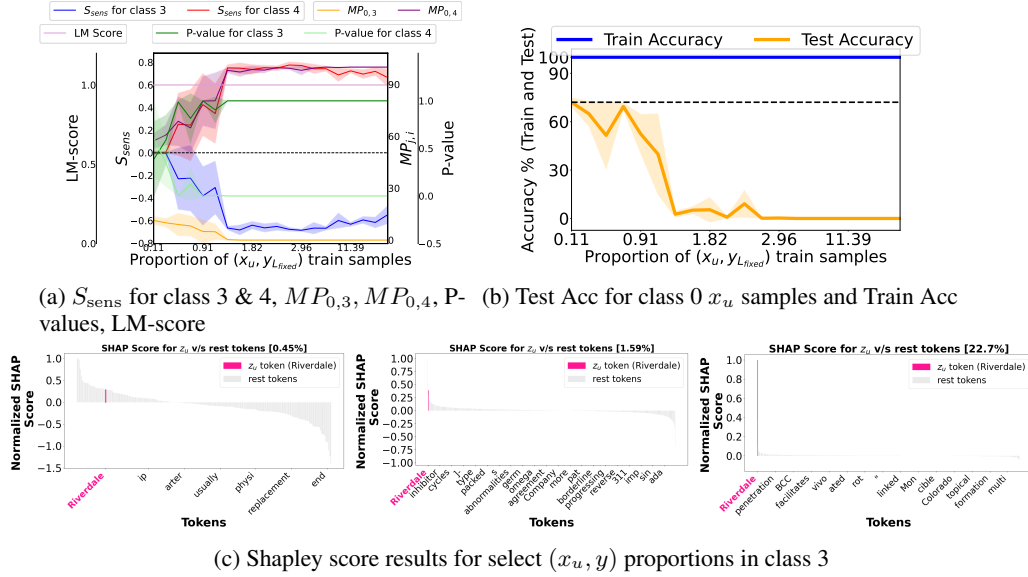 S_sens for class 3 S_sens for class 4 MP_0,3 MP_0,4
LM Score P-value for class 3 P-value for class 4
LM-score
1.0
0.5
0.0
S_sens
0.8
0.6
0.4
0.2
0.0
−0.2
−0.4
−0.6
−0.8
0.11 0.91 1.82 2.96 11.39
Proportion of (x_u, y_L_fixed) train samples
90
60
30
0
MP_j,i
1.0
0.5
0.0
−0.5
P-value
Train Accuracy Test Accuracy
Accuracy % (Train and Test)
100
90
60
30
0
0.11 0.91 1.82 2.96 11.39
Proportion of (x_u, y_L_fixed) train samples
(a) S_sens for class 3 & 4, MP_0,3, MP_0,4, P-
values, LM-score
(b) Test Acc for class 0 x_u samples and Train Acc
SHAP Score for z_u v/s rest tokens [0.45%]
Normalized SHAP
Score
1.0
0.5
0.0
−0.5
−1.0
−1.5
z_u token (Riverdale)
rest tokens
Riverdale ip arter usually physi replacement end
Tokens
SHAP Score for z_u v/s rest tokens [1.59%]
Normalized SHAP
Score
1.00
0.75
0.50
0.25
0.00
−0.25
−0.50
−0.75
−1.00
z_u token (Riverdale)
rest tokens
Riverdale inhibitor cycles J- type packed s abnormalities germ omega agreement Company more pat borderline progressing reverse 311 imp sin ada
Tokens
SHAP Score for z_u v/s rest tokens [22.7%]
Normalized SHAP
Score
1.0
0.8
0.6
0.4
0.2
0.0
z_u token (Riverdale)
rest tokens
Riverdale penetration BCC facilitates vivo ated rot " linked Mon cible Colorado topical formation multi
Tokens
(c) Shapley score results for select (x_u, y) proportions in class 3